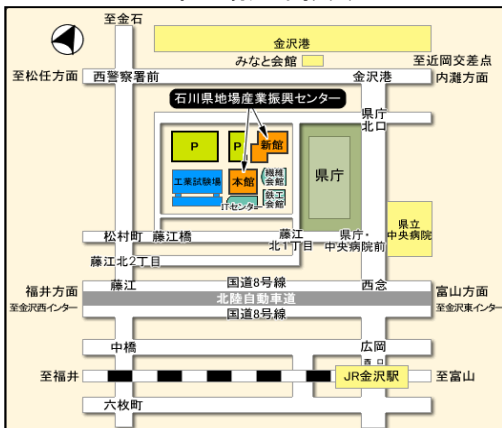 至金石
金沢港
みなと会館
至近岡交差点
至松任方面
西警察署前
金沢港
内灘方面
石川県地場産業振興センター
県庁
北口
P
P
新館
県庁
工業試験場
本館
繊維
会館
鉄工
会館
ITセンター
県立
中央病院
松村町
藤江橋
藤江
北1丁目
県庁・
中央病院前
藤江北2丁目
福井方面
藤江
国道8号線
西念
富山方面
至金沢西インター
北陸自動車道
至金沢東インター
国道8号線
中橋
広岡
西口
至福井
JR金沢駅
至富山
六枚町